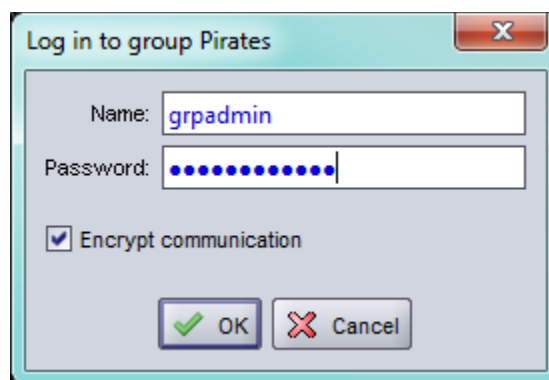 Log in to group Pirates
Name: grpadmin
Password: ●●●●●●●●●●●●
Encrypt communication
OK Cancel